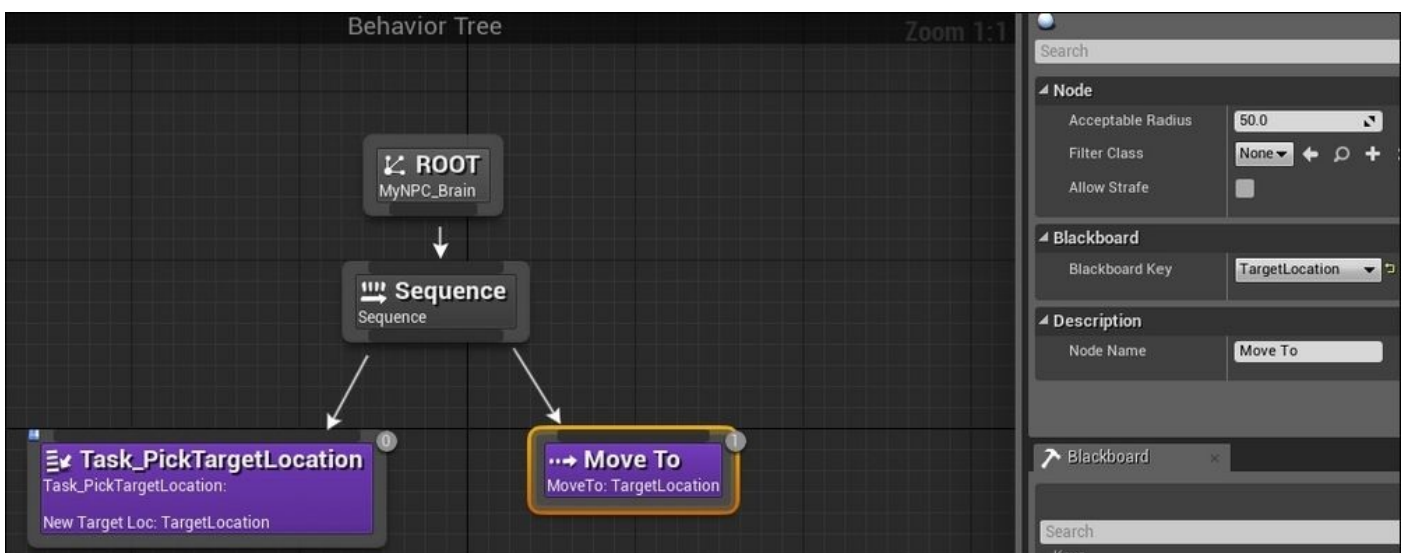 Behavior Tree
Zoom 1:1
ROOT
MyNPC_Brain
Sequence
Sequence
0
Task_PickTargetLocation
Task_PickTargetLocation:
New Target Loc: TargetLocation
1
Move To
MoveTo: TargetLocation
Search
Node
Acceptable Radius 50.0
Filter Class None
Allow Strafe
Blackboard
Blackboard Key TargetLocation
Description
Node Name Move To
Blackboard
Search